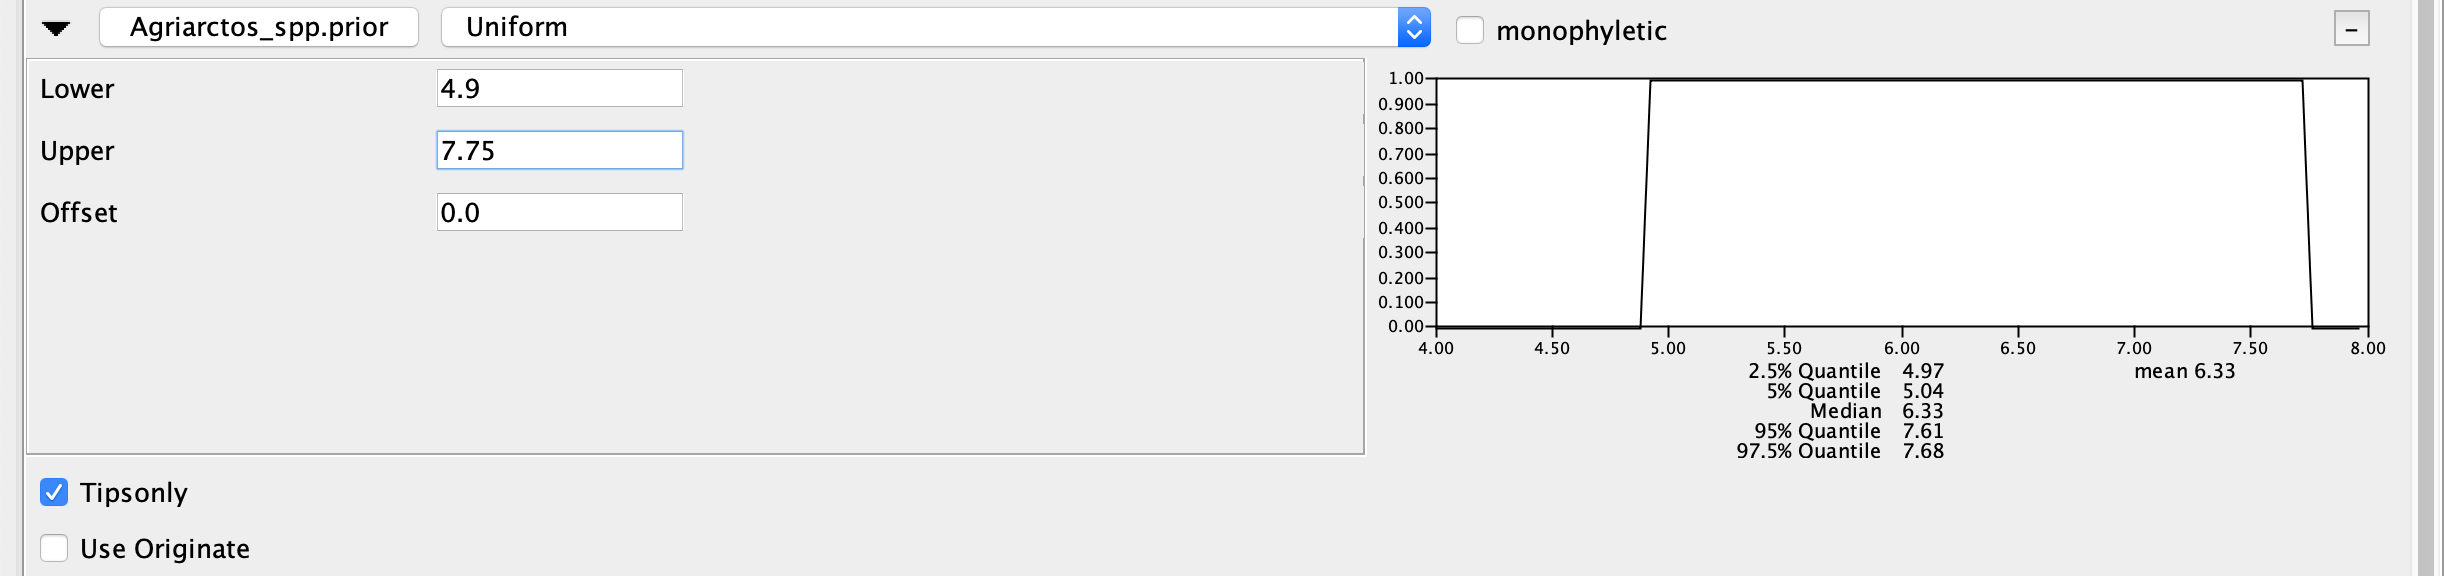 Agriarctos_spp.prior Uniform monophyletic -
Lower 4.9
Upper 7.75
Offset 0.0
1.00
0.900
0.800
0.700
0.600
0.500
0.400
0.300
0.200
0.100
0.00
4.00 4.50 5.00 5.50 6.00 6.50 7.00 7.50 8.00
2.5% Quantile 4.97 mean 6.33
5% Quantile 5.04
Median 6.33
95% Quantile 7.61
97.5% Quantile 7.68
Tipsonly
Use Originate